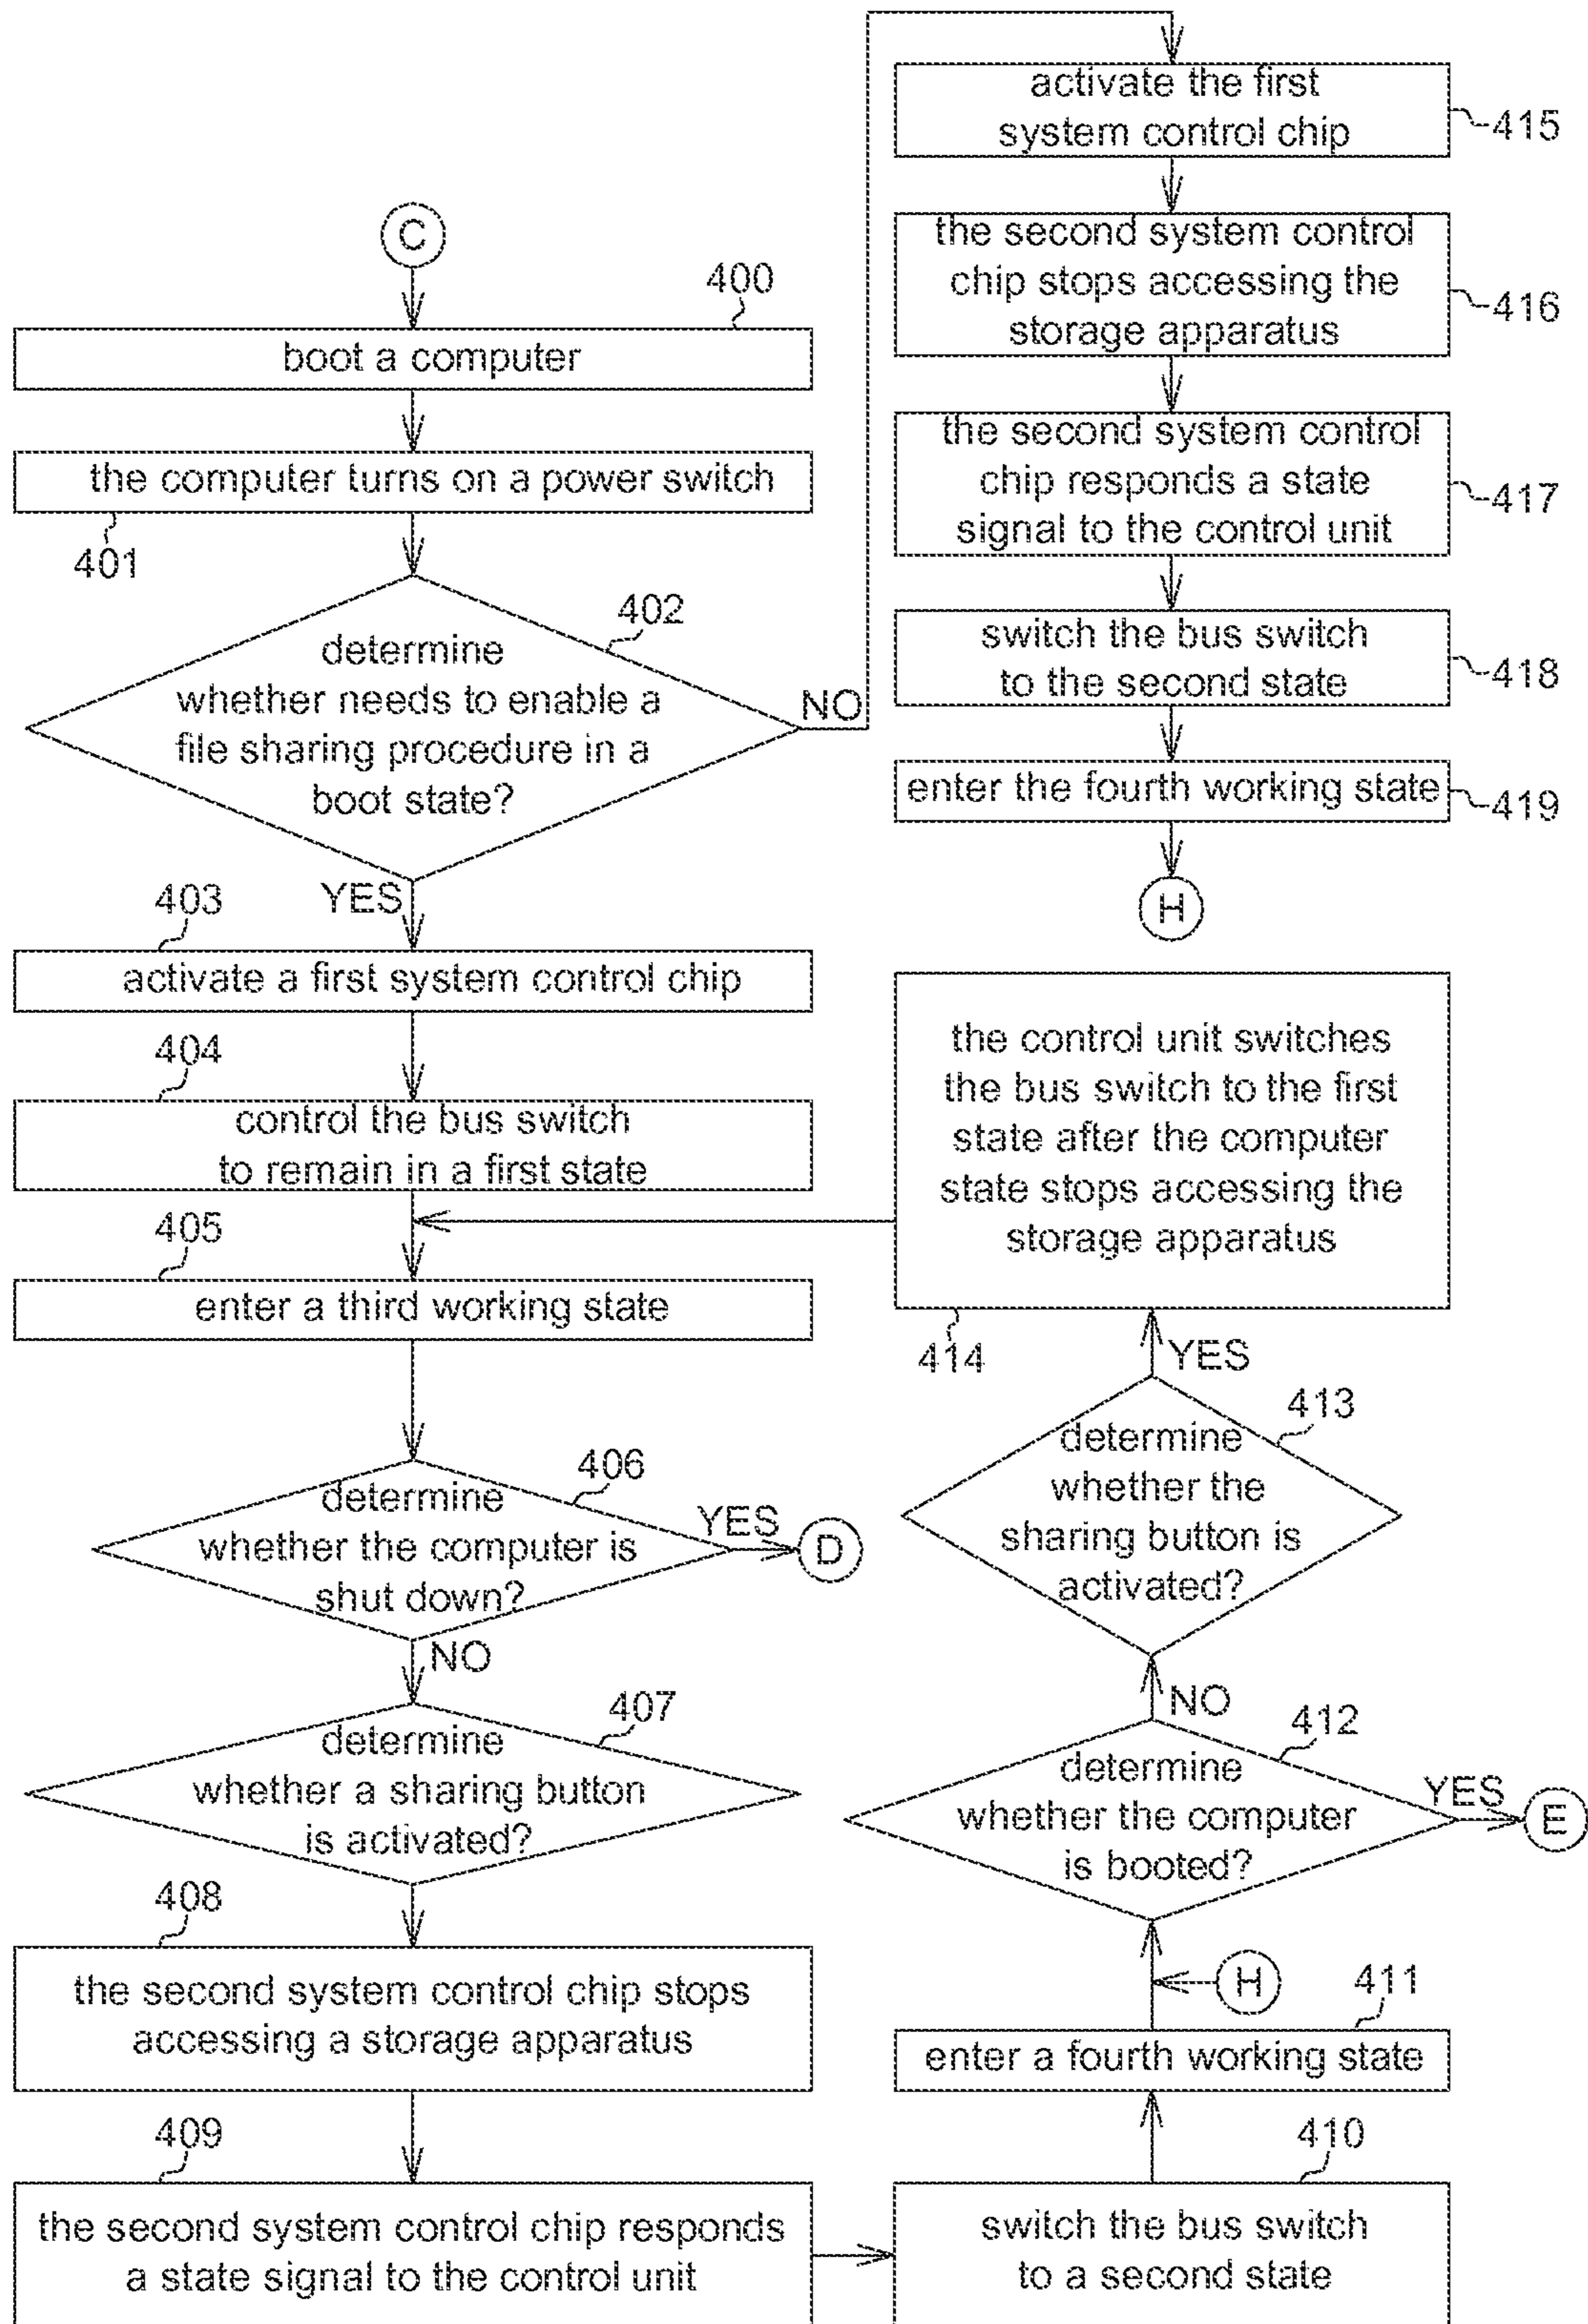 C
400
boot a computer
the computer turns on a power switch
401
402
determine
whether needs to enable a
file sharing procedure in a
boot state?
NO
YES
403
activate a first system control chip
404
control the bus switch
to remain in a first state
405
enter a third working state
406
determine
whether the computer is
shut down?
YES
D
NO
407
determine
whether a sharing button
is activated?
408
the second system control chip stops
accessing a storage apparatus
409
the second system control chip responds
a state signal to the control unit
activate the first
system control chip
415
the second system control
chip stops accessing the
storage apparatus
416
the second system control
chip responds a state
signal to the control unit
417
switch the bus switch
to the second state
418
enter the fourth working state
419
H
the control unit switches
the bus switch to the first
state after the computer
state stops accessing the
storage apparatus
414
YES
413
determine
whether the
sharing button is
activated?
NO
412
determine
whether the computer
is booted?
YES
E
H
411
enter a fourth working state
410
switch the bus switch
to a second state